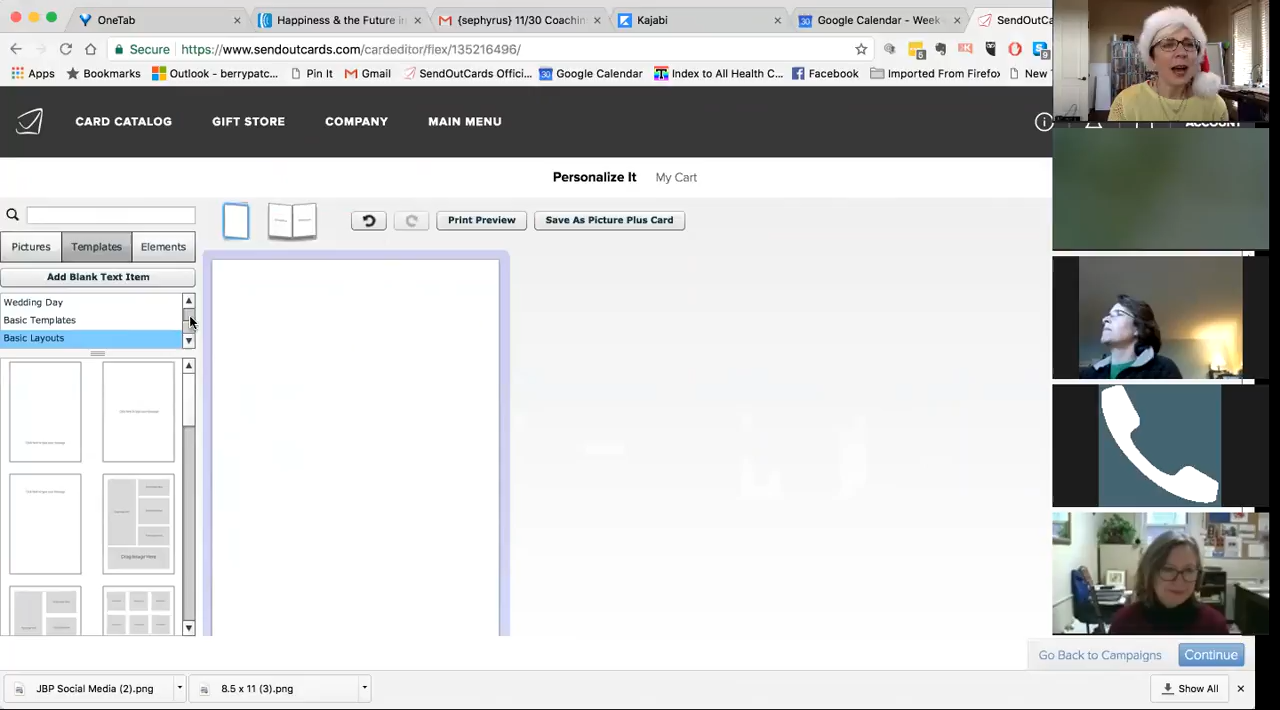 OneTab
Happiness & the Future in
{sephyrus} 11/30 Coachin
Kajabi
Google Calendar - Week
SendOutCa
Secure
https://www.sendoutcards.com/cardeditor/flex/135216496/
5
9
Apps
Bookmarks
Outlook - berrypatc...
Pin It
Gmail
SendOutCards Offici...
Google Calendar
Index to All Health C...
Facebook
Imported From Firefox
New
CARD CATALOG
GIFT STORE
COMPANY
MAIN MENU
ACCOUNT
Personalize It
My Cart
Print Preview
Save As Picture Plus Card
Pictures
Templates
Elements
Add Blank Text Item
Wedding Day
Basic Templates
Basic Layouts
Go Back to Campaigns
Continue
JBP Social Media (2).png
8.5 x 11 (3).png
Show All